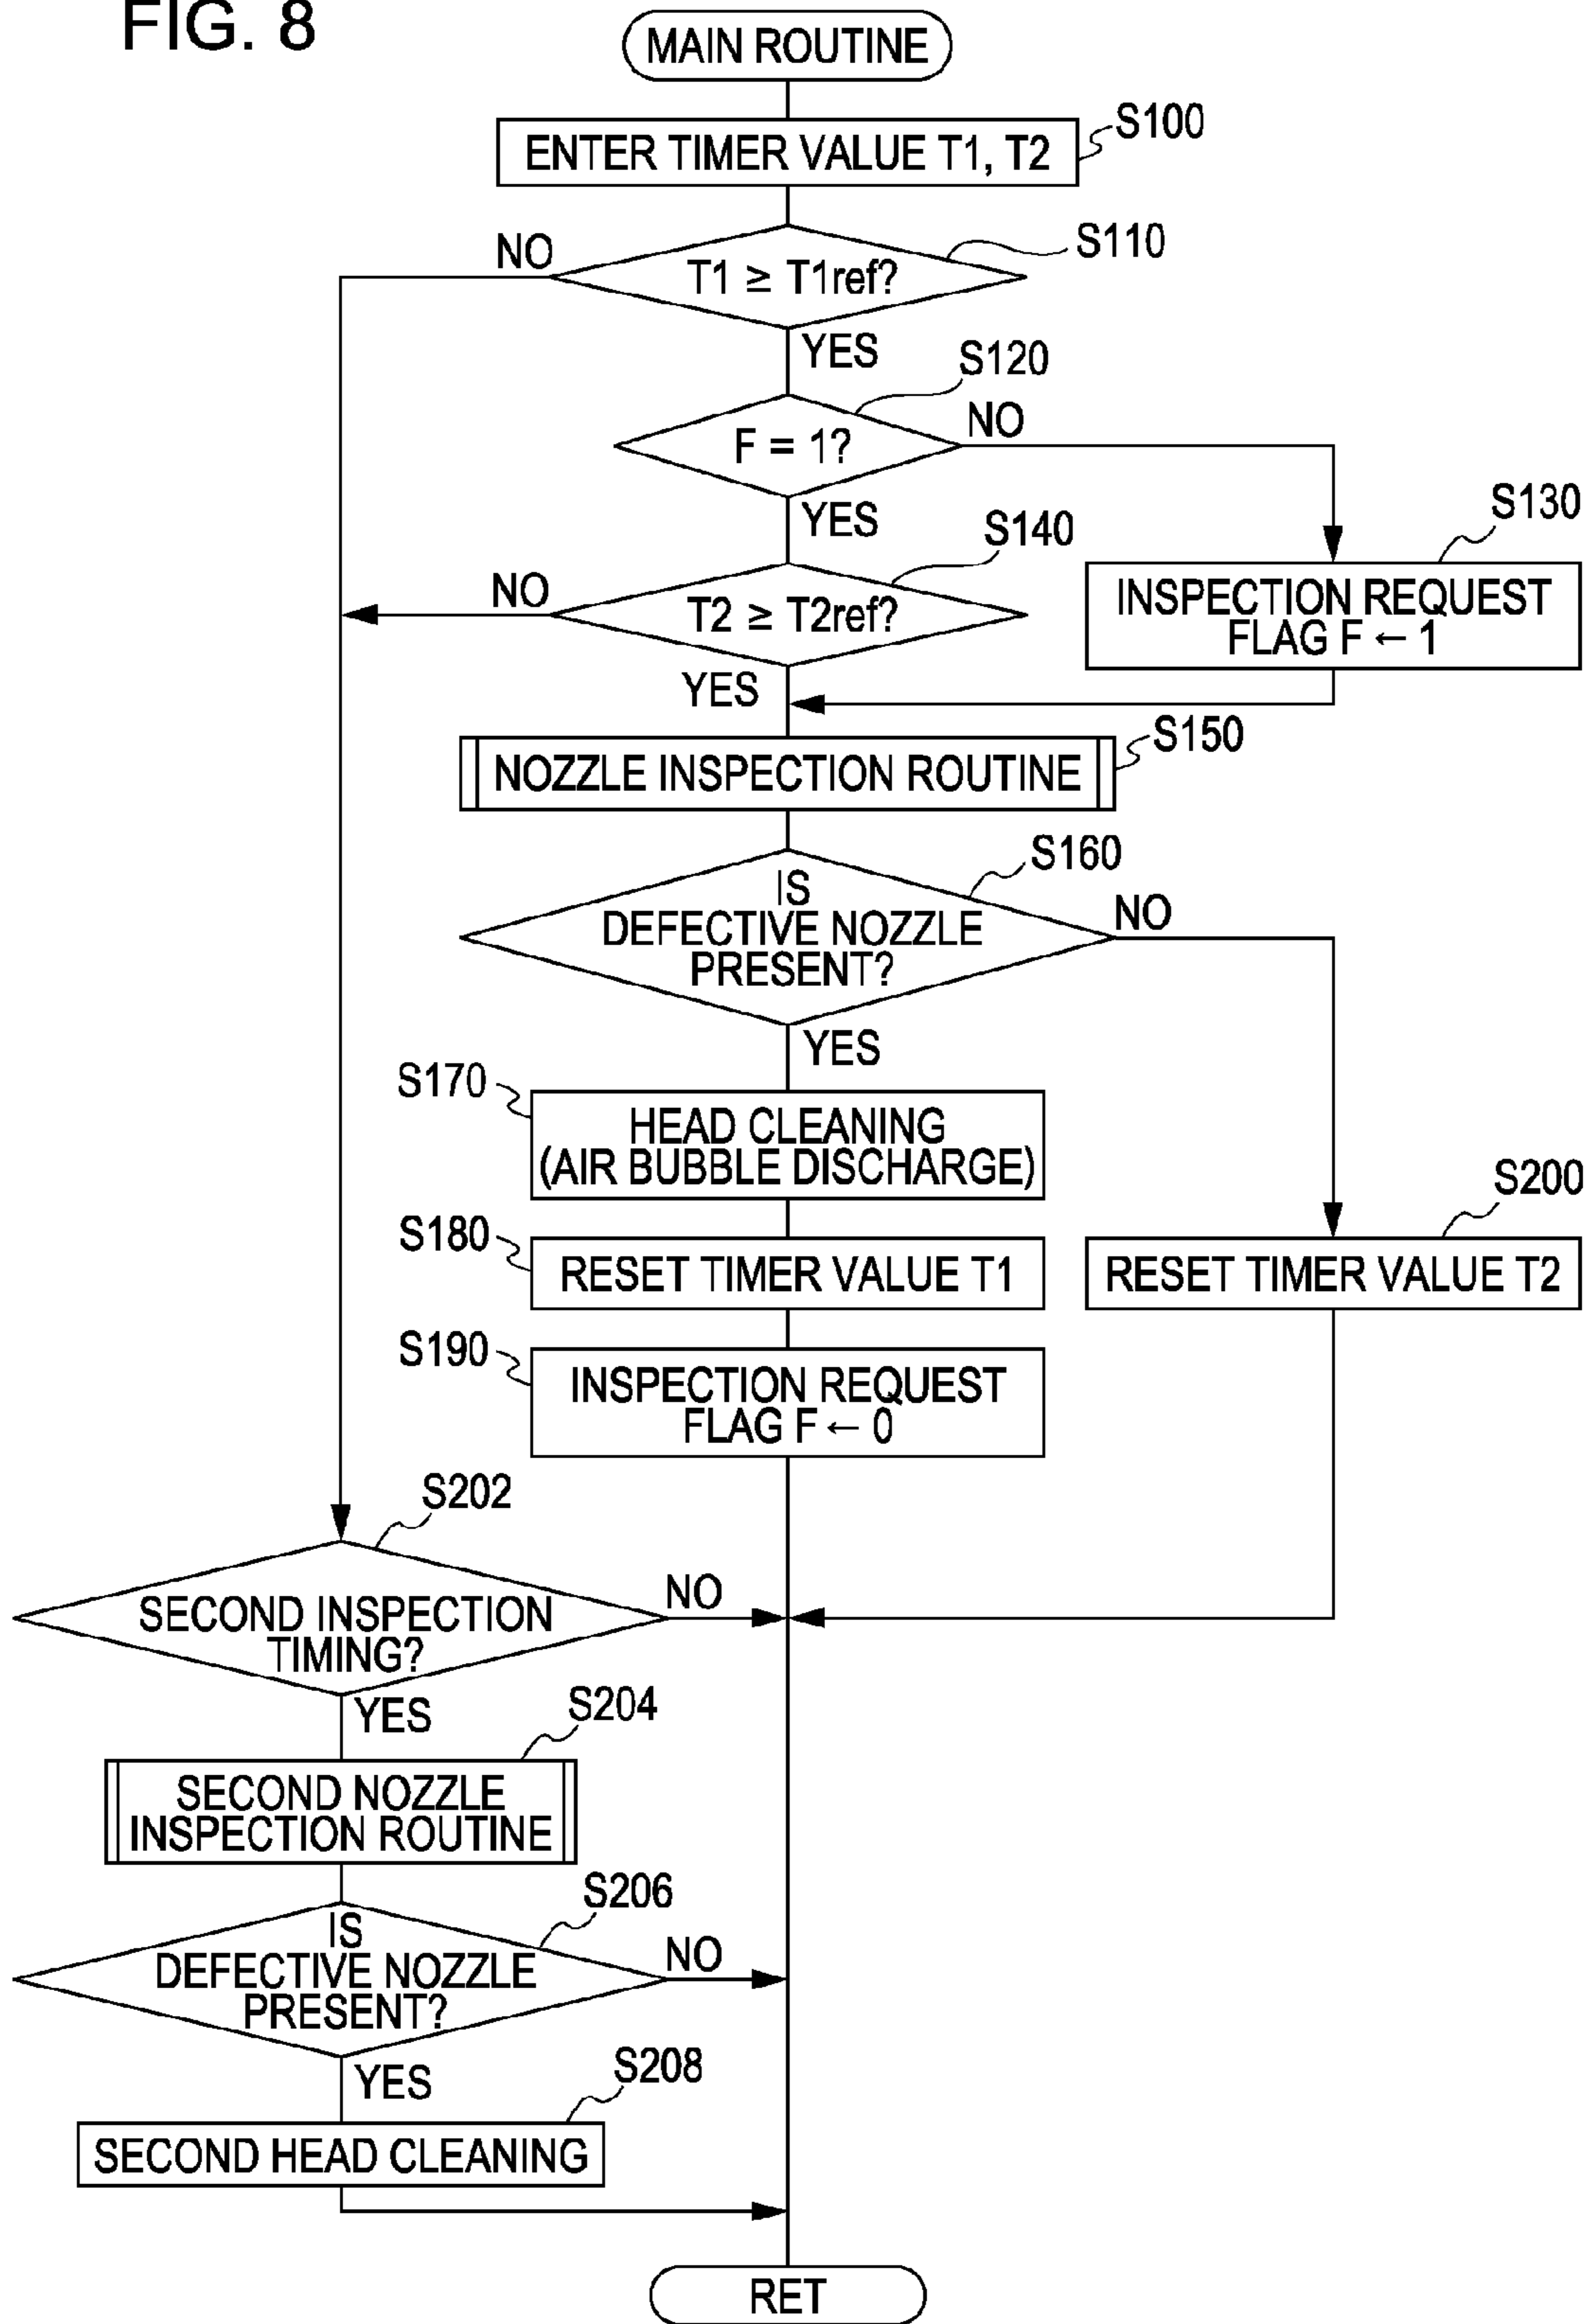 FIG. 8
MAIN ROUTINE
ENTER TIMER VALUE T1, T2
S100
T1 ≥ T1ref?
S110
NO
YES
F = 1?
S120
NO
YES
S130
INSPECTION REQUEST
FLAG F ← 1
T2 ≥ T2ref?
S140
NO
YES
NOZZLE INSPECTION ROUTINE
S150
IS
DEFECTIVE NOZZLE
PRESENT?
S160
NO
YES
S170
HEAD CLEANING
(AIR BUBBLE DISCHARGE)
S180
RESET TIMER VALUE T1
S200
RESET TIMER VALUE T2
S190
INSPECTION REQUEST
FLAG F ← 0
S202
SECOND INSPECTION
TIMING?
NO
YES
S204
SECOND NOZZLE
INSPECTION ROUTINE
S206
IS
DEFECTIVE NOZZLE
PRESENT?
NO
YES
S208
SECOND HEAD CLEANING
RET